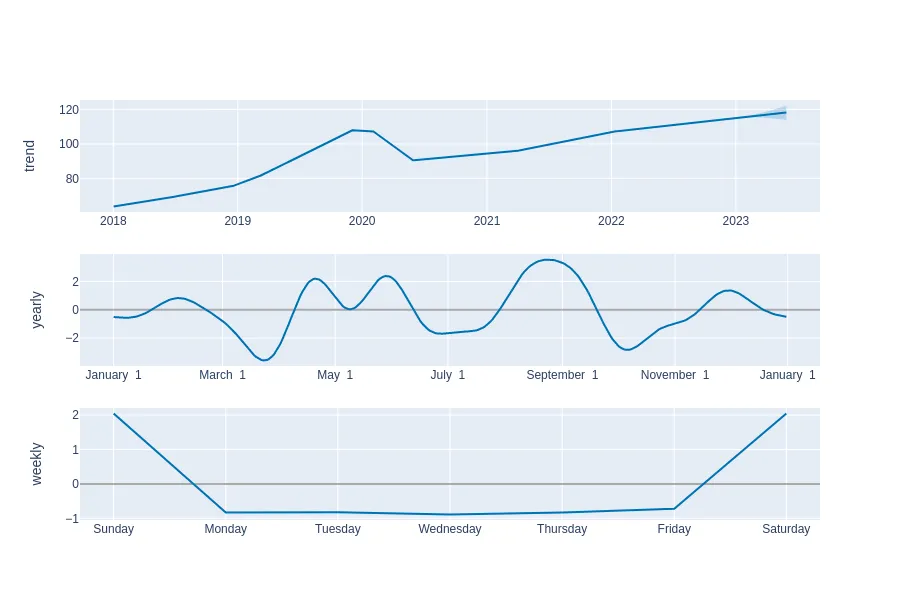 trend
120
100
80
2018 2019 2020 2021 2022 2023
yearly
2
0
−2
January 1 March 1 May 1 July 1 September 1 November 1 January 1
weekly
2
1
0
−1
Sunday Monday Tuesday Wednesday Thursday Friday Saturday